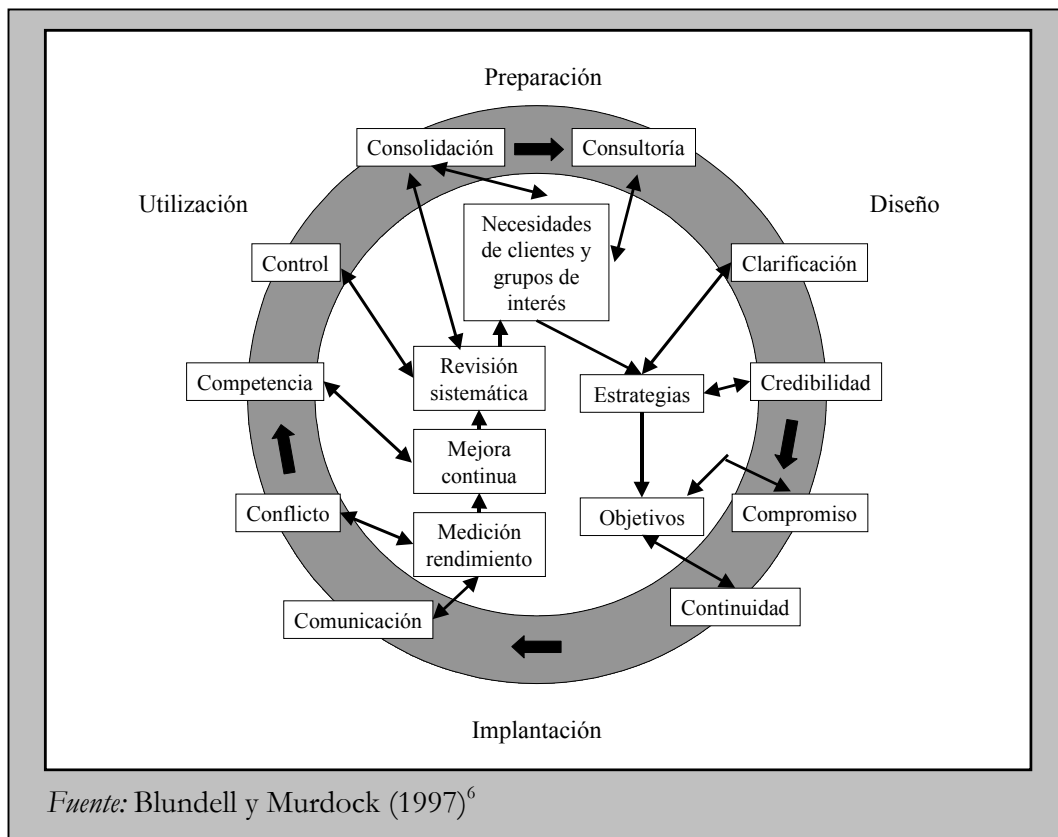 Preparación
Consolidación
Consultoría
Utilización
Diseño
Necesidades
de clientes y
grupos de
interés
Control
Clarificación
Revisión
sistemática
Competencia
Estrategias
Credibilidad
Mejora
continua
Conflicto
Medición
rendimiento
Objetivos
Compromiso
Comunicación
Continuidad
Implantación
Fuente: Blundell y Murdock (1997)⁶